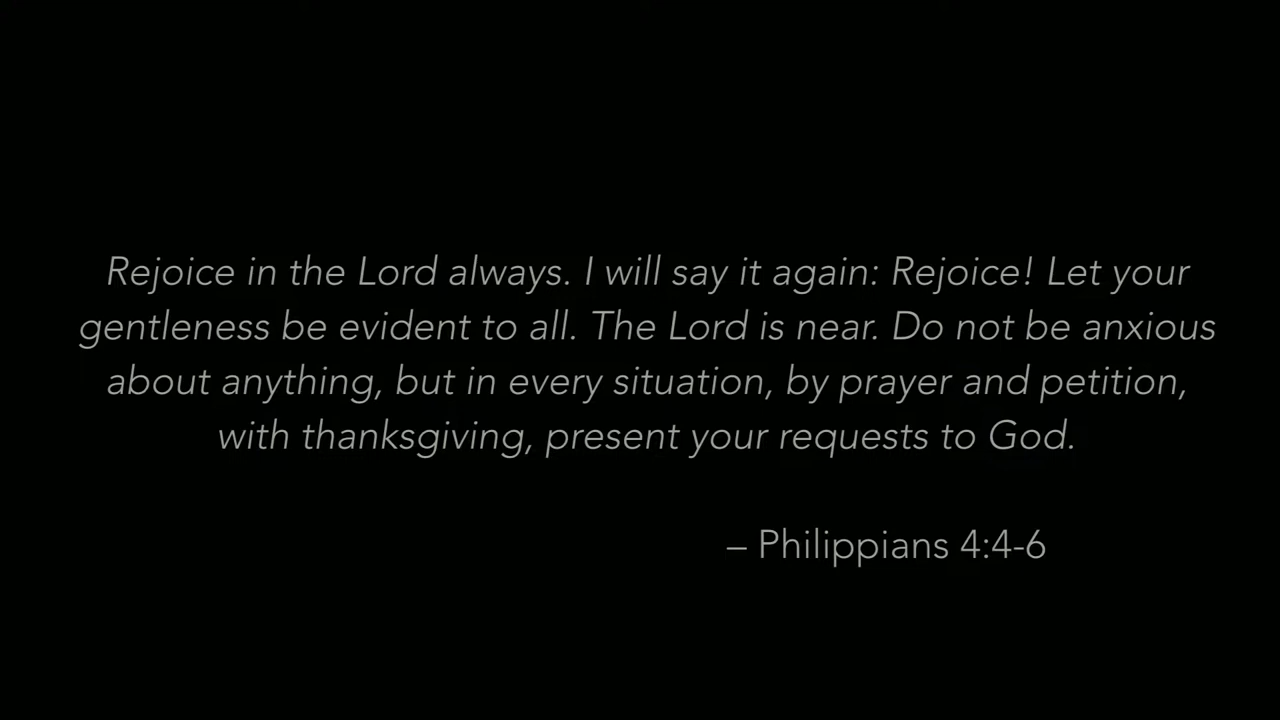 Rejoice in the Lord always. I will say it again: Rejoice! Let your
gentleness be evident to all. The Lord is near. Do not be anxious
about anything, but in every situation, by prayer and petition,
with thanksgiving, present your requests to God.
– Philippians 4:4-6